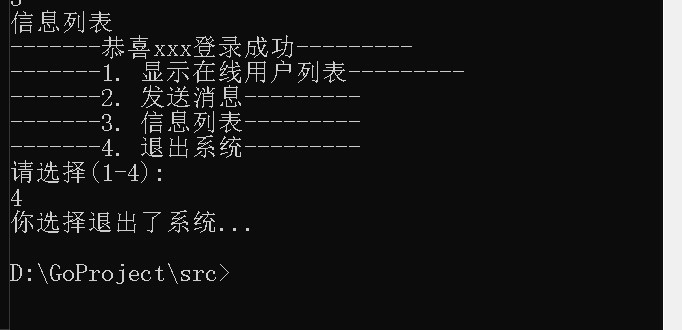 信息列表
-------恭喜xxx登录成功---------
-------1. 显示在线用户列表---------
-------2. 发送消息---------
-------3. 信息列表---------
-------4. 退出系统---------
请选择(1-4):
4
你选择退出了系统...
D:\GoProject\src>